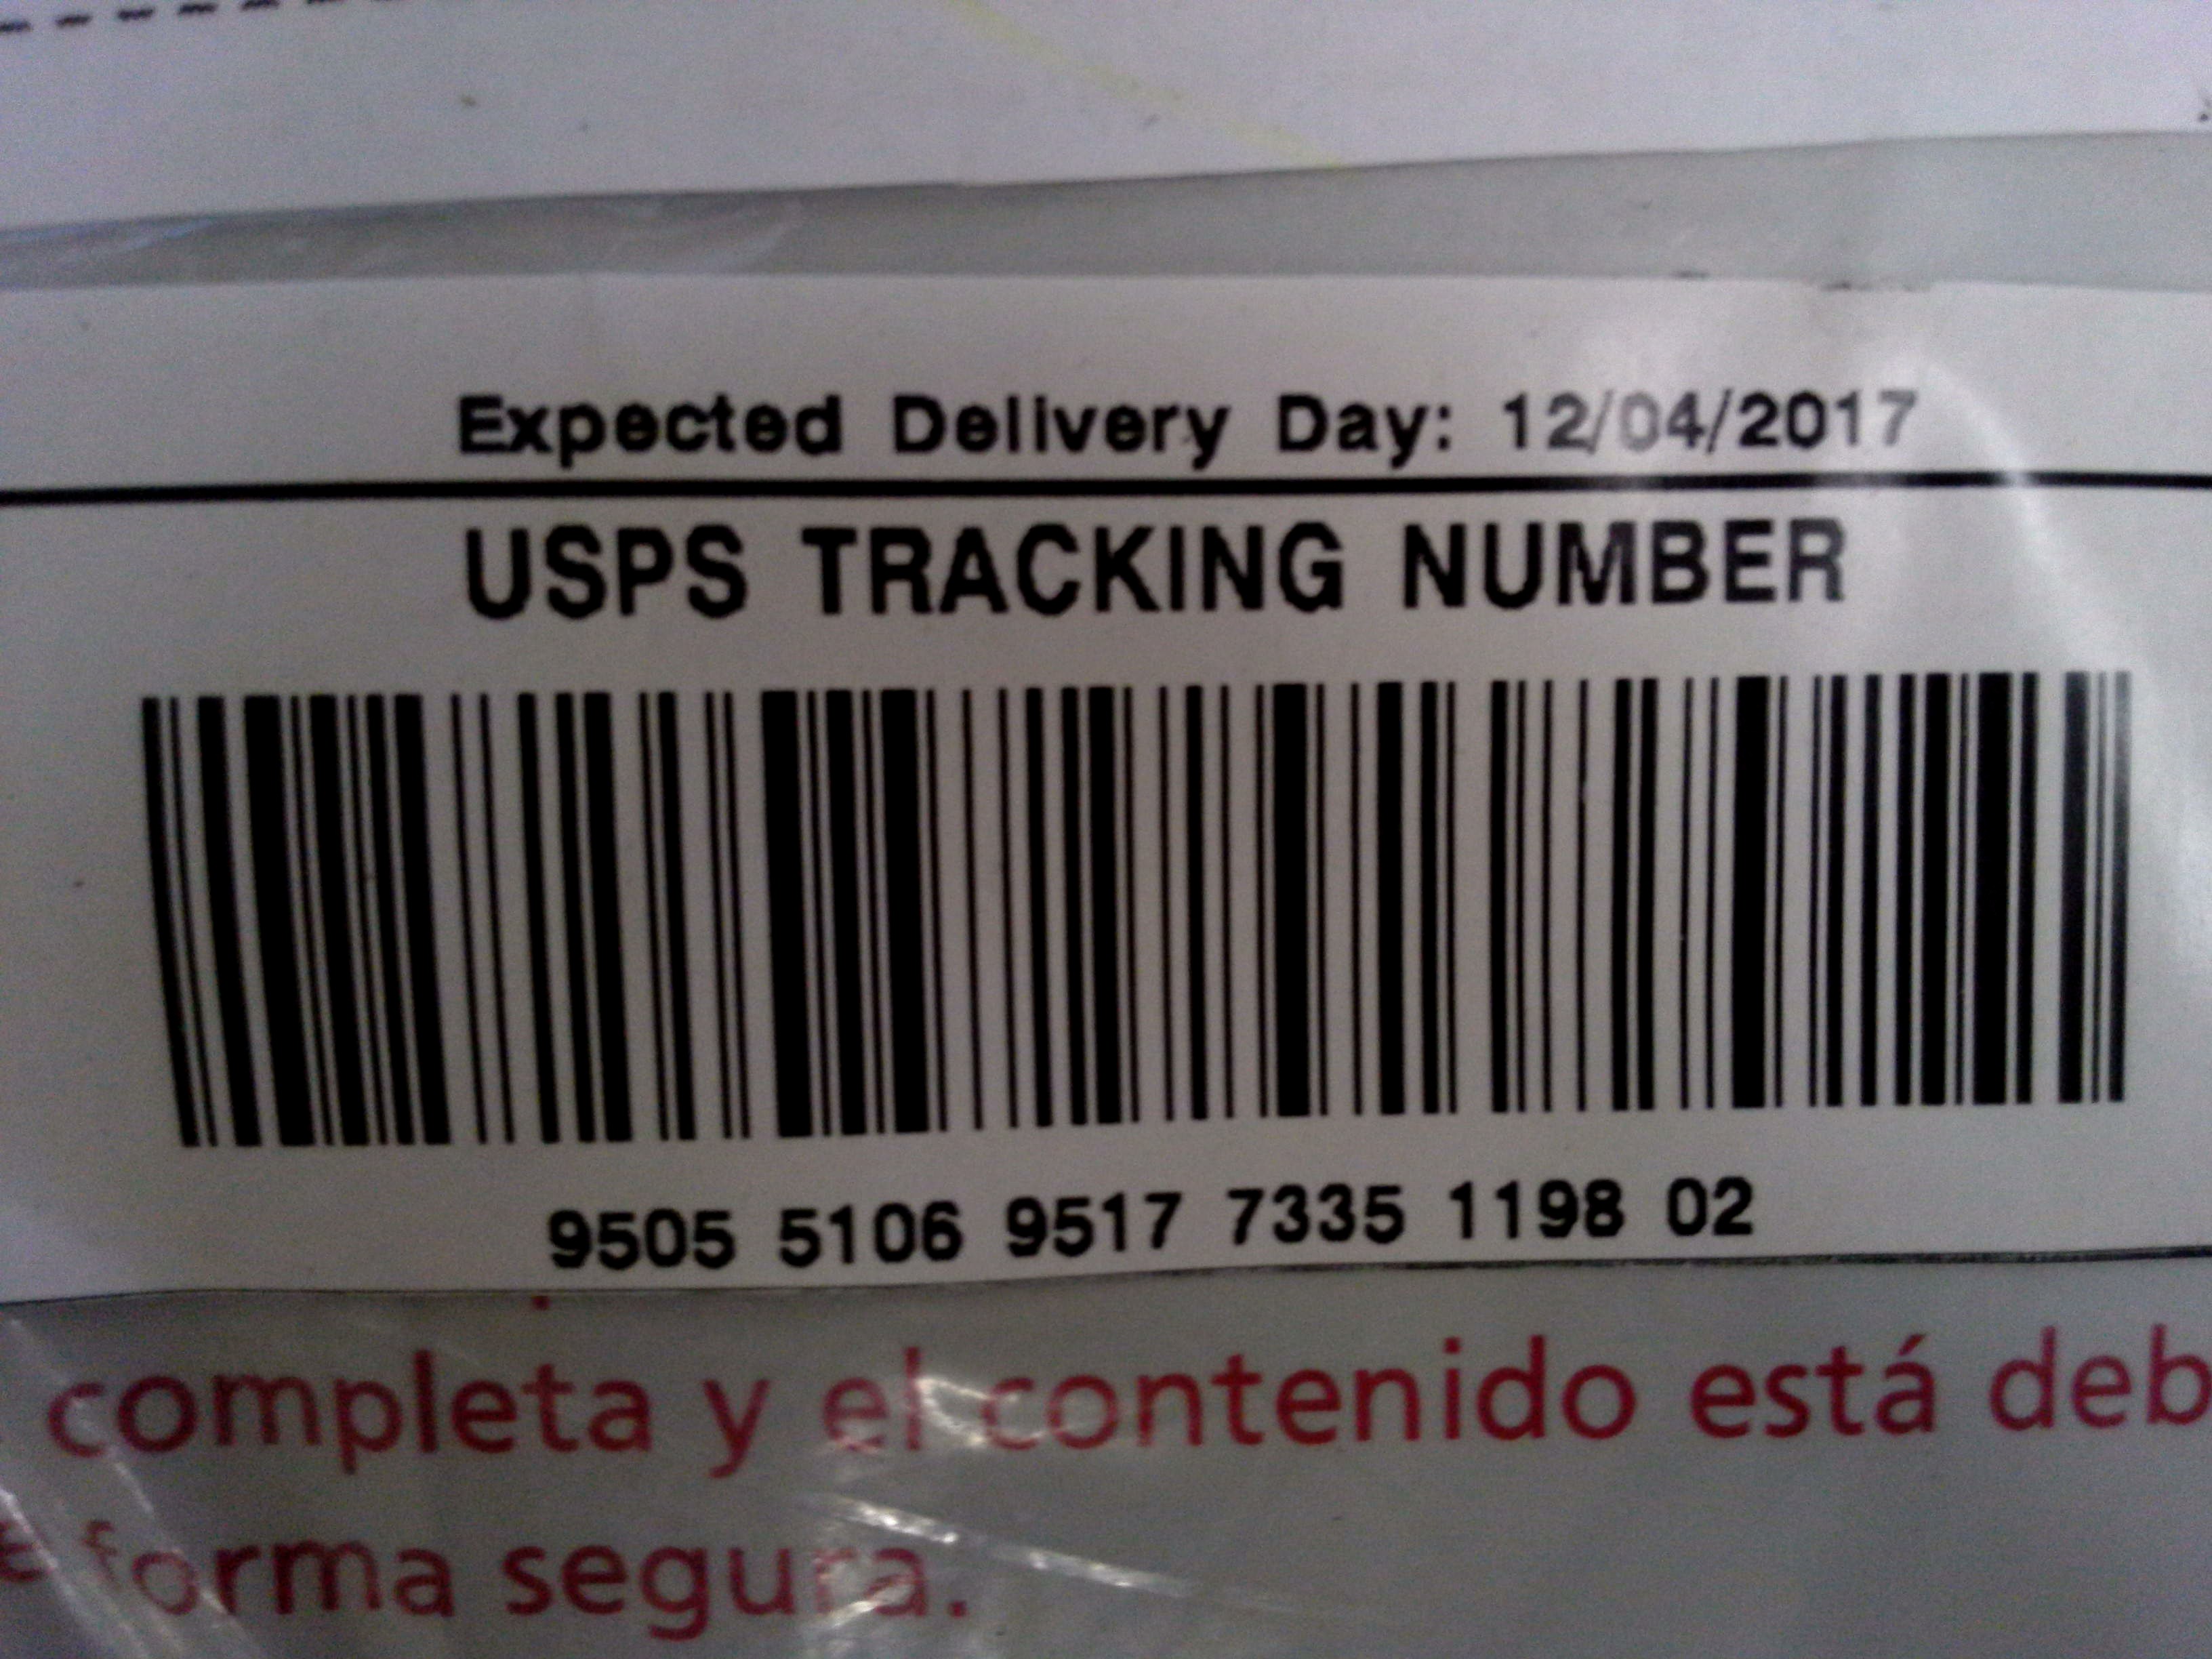 Expected Delivery Day: 12/04/2017
USPS TRACKING NUMBER
9505 5106 9517 7335 1198 02
completa y el contenido está deb
forma segura.